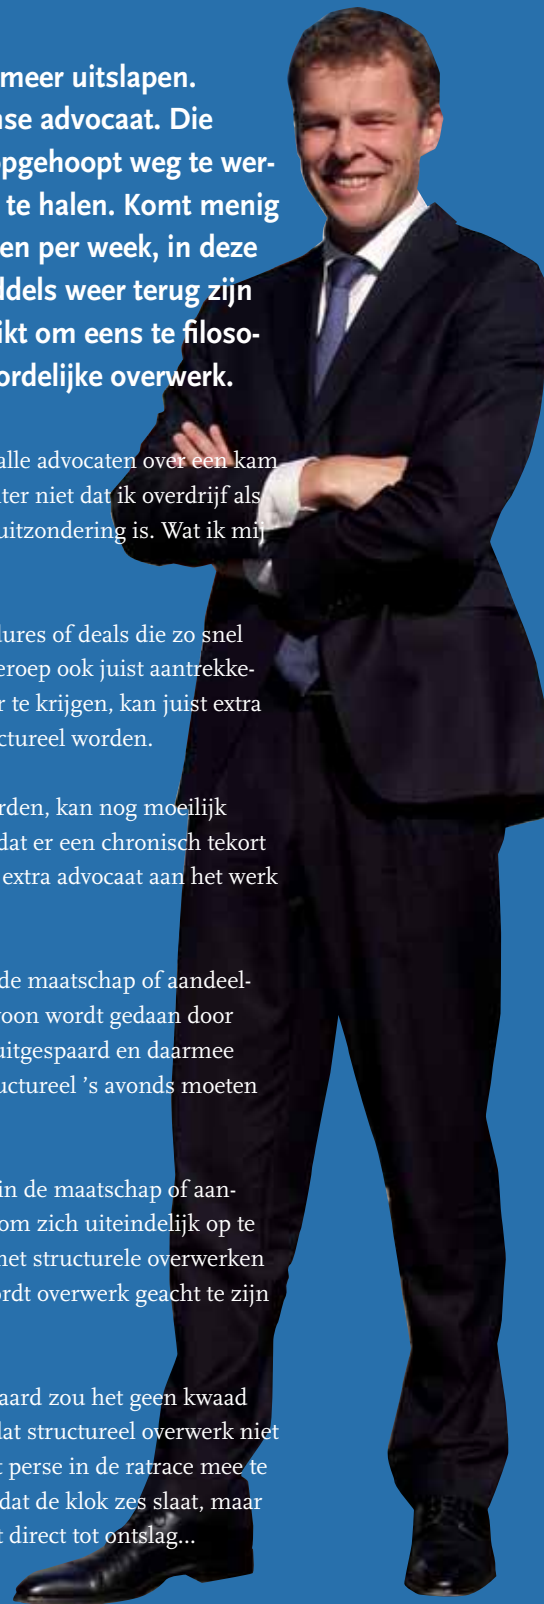 meer uitslapen.
nse advocaat. Die
opgehoopt weg te wer-
te halen. Komt menig
en per week, in deze
ddels weer terug zijn
ikt om eens te filoso-
ordelijke overwerk.
alle advocaten over een kam
ter niet dat ik overdrijf als
uitzondering is. Wat ik mij
dures of deals die zo snel
eroep ook juist aantrekke-
r te krijgen, kan juist extra
ctureel worden.
rden, kan nog moeilijk
dat er een chronisch tekort
extra advocaat aan het werk
de maatschap of aandeel-
voon wordt gedaan door
uitgespaard en daarmee
ructureel ’s avonds moeten
in de maatschap of aan-
om zich uiteindelijk op te
het structurele overwerken
ordt overwerk geacht te zijn
aard zou het geen kwaad
dat structureel overwerk niet
t perse in de ratrace mee te
dat de klok zes slaat, maar
t direct tot ontslag...